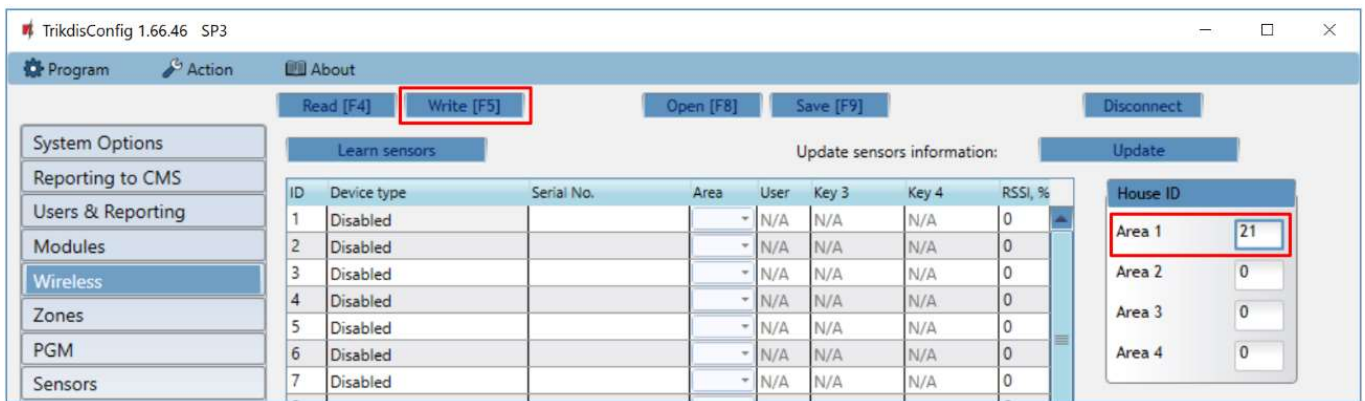 TrikdisConfig 1.66.46 SP3
Program Action About
Read [F4] Write [F5] Open [F8] Save [F9] Disconnect
System Options
Reporting to CMS
Users & Reporting
Modules
Wireless
Zones
PGM
Sensors
Learn sensors Update sensors information: Update
ID Device type Serial No. Area User Key 3 Key 4 RSSI, %
1 Disabled N/A N/A N/A 0
2 Disabled N/A N/A N/A 0
3 Disabled N/A N/A N/A 0
4 Disabled N/A N/A N/A 0
5 Disabled N/A N/A N/A 0
6 Disabled N/A N/A N/A 0
7 Disabled N/A N/A N/A 0
House ID
Area 1 21
Area 2 0
Area 3 0
Area 4 0